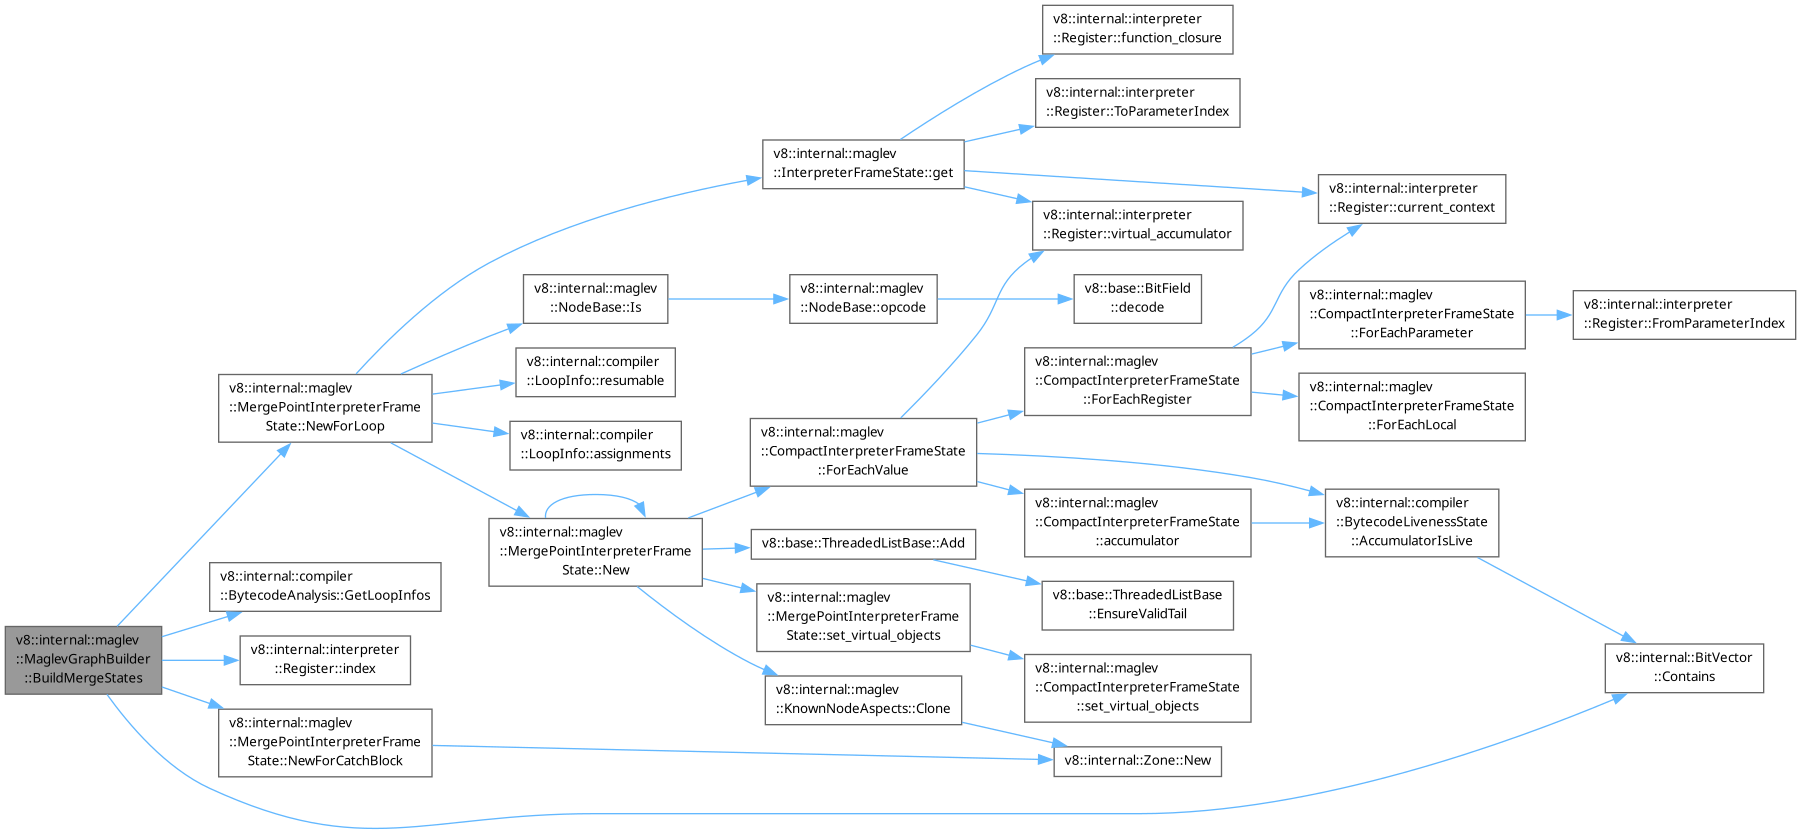 v8::internal::interpreter
::Register::function_closure
v8::internal::interpreter
::Register::ToParameterIndex
v8::internal::maglev
::InterpreterFrameState::get
v8::internal::interpreter
::Register::current_context
v8::internal::interpreter
::Register::virtual_accumulator
v8::internal::maglev
::NodeBase::Is
v8::internal::maglev
::NodeBase::opcode
v8::base::BitField
::decode
v8::internal::maglev
::CompactInterpreterFrameState
::ForEachParameter
v8::internal::interpreter
::Register::FromParameterIndex
v8::internal::compiler
::LoopInfo::resumable
v8::internal::maglev
::CompactInterpreterFrameState
::ForEachRegister
v8::internal::maglev
::MergePointInterpreterFrame
State::NewForLoop
v8::internal::maglev
::CompactInterpreterFrameState
::ForEachLocal
v8::internal::compiler
::LoopInfo::assignments
v8::internal::maglev
::CompactInterpreterFrameState
::ForEachValue
v8::internal::maglev
::CompactInterpreterFrameState
::accumulator
v8::internal::compiler
::BytecodeLivenessState
::AccumulatorIsLive
v8::internal::maglev
::MergePointInterpreterFrame
State::New
v8::base::ThreadedListBase::Add
v8::internal::compiler
::BytecodeAnalysis::GetLoopInfos
v8::internal::maglev
::MergePointInterpreterFrame
State::set_virtual_objects
v8::base::ThreadedListBase
::EnsureValidTail
v8::internal::maglev
::MaglevGraphBuilder
::BuildMergeStates
v8::internal::interpreter
::Register::index
v8::internal::BitVector
::Contains
v8::internal::maglev
::KnownNodeAspects::Clone
v8::internal::maglev
::CompactInterpreterFrameState
::set_virtual_objects
v8::internal::maglev
::MergePointInterpreterFrame
State::NewForCatchBlock
v8::internal::Zone::New